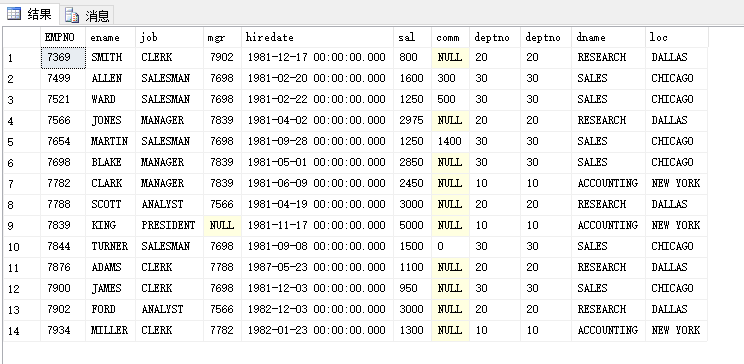 结果 消息
EMPNO ename job mgr hiredate sal comm deptno deptno dname loc
1 7369 SMITH CLERK 7902 1981-12-17 00:00:00.000 800 NULL 20 20 RESEARCH DALLAS
2 7499 ALLEN SALESMAN 7698 1981-02-20 00:00:00.000 1600 300 30 30 SALES CHICAGO
3 7521 WARD SALESMAN 7698 1981-02-22 00:00:00.000 1250 500 30 30 SALES CHICAGO
4 7566 JONES MANAGER 7839 1981-04-02 00:00:00.000 2975 NULL 20 20 RESEARCH DALLAS
5 7654 MARTIN SALESMAN 7698 1981-09-28 00:00:00.000 1250 1400 30 30 SALES CHICAGO
6 7698 BLAKE MANAGER 7839 1981-05-01 00:00:00.000 2850 NULL 30 30 SALES CHICAGO
7 7782 CLARK MANAGER 7839 1981-06-09 00:00:00.000 2450 NULL 10 10 ACCOUNTING NEW YORK
8 7788 SCOTT ANALYST 7566 1981-04-19 00:00:00.000 3000 NULL 20 20 RESEARCH DALLAS
9 7839 KING PRESIDENT NULL 1981-11-17 00:00:00.000 5000 NULL 10 10 ACCOUNTING NEW YORK
10 7844 TURNER SALESMAN 7698 1981-09-08 00:00:00.000 1500 0 30 30 SALES CHICAGO
11 7876 ADAMS CLERK 7788 1987-05-23 00:00:00.000 1100 NULL 20 20 RESEARCH DALLAS
12 7900 JAMES CLERK 7698 1981-12-03 00:00:00.000 950 NULL 30 30 SALES CHICAGO
13 7902 FORD ANALYST 7566 1982-12-03 00:00:00.000 3000 NULL 20 20 RESEARCH DALLAS
14 7934 MILLER CLERK 7782 1982-01-23 00:00:00.000 1300 NULL 10 10 ACCOUNTING NEW YORK